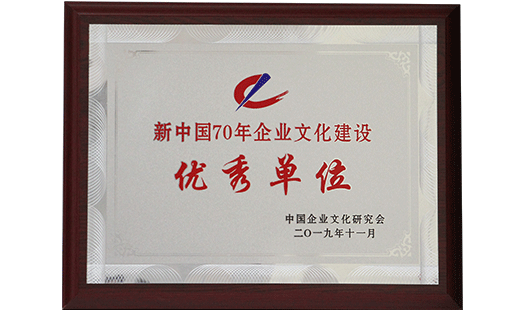 新中国70年企业文化建设
优秀单位
中国企业文化研究会
二〇一九年十一月